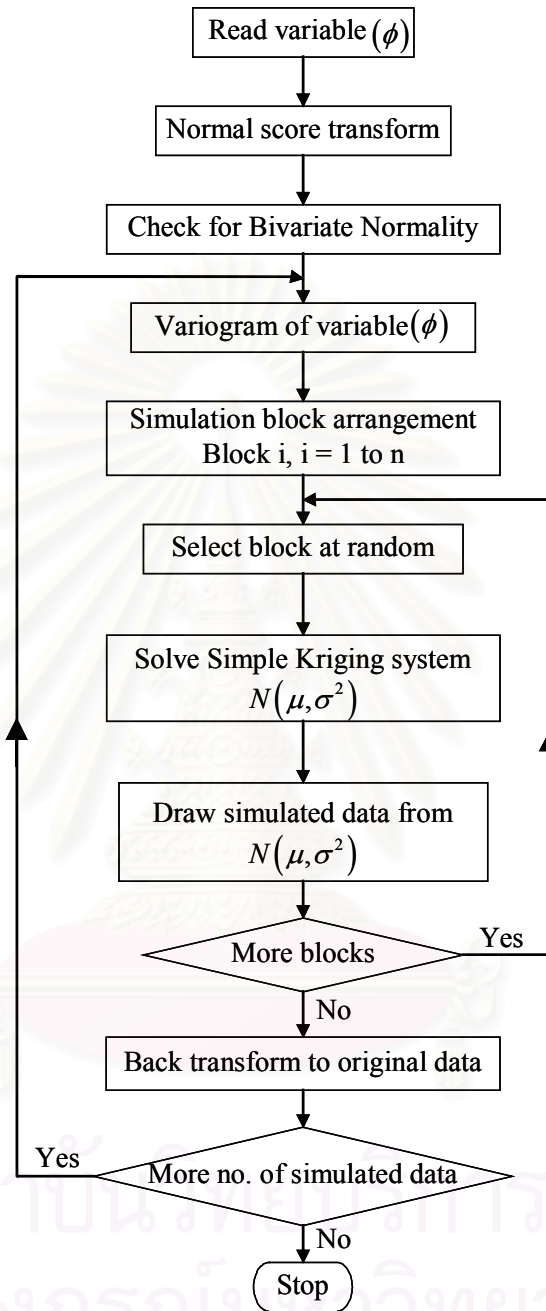 Read variable (ϕ)
Normal score transform
Check for Bivariate Normality
Variogram of variable(ϕ)
Simulation block arrangement
Block i, i = 1 to n
Select block at random
Solve Simple Kriging system
N(μ,σ²)
Draw simulated data from
N(μ,σ²)
More blocks
Yes
No
Back transform to original data
Yes
More no. of simulated data
No
Stop